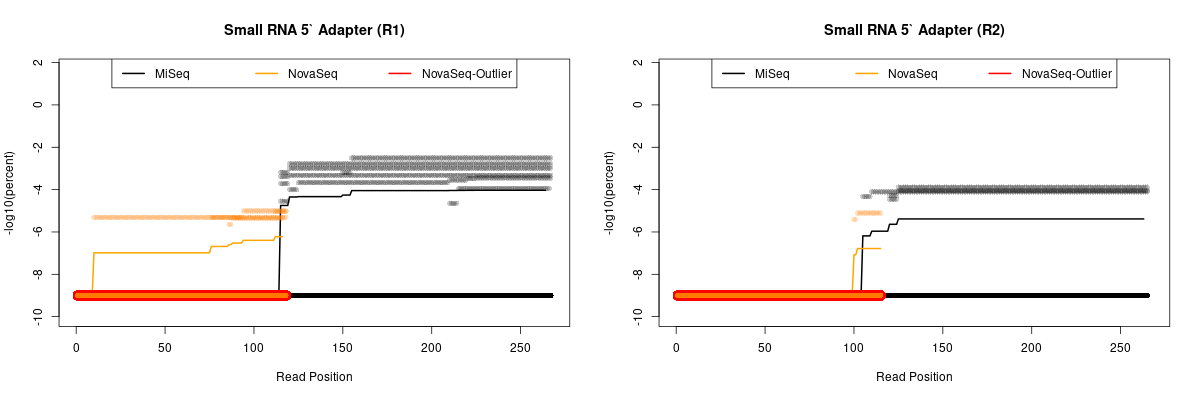 Small RNA 5` Adapter (R1)
MiSeq NovaSeq NovaSeq-Outlier
-log10(percent)
2
0
-2
-4
-6
-8
-10
0 50 100 150 200 250
Read Position
Small RNA 5` Adapter (R2)
MiSeq NovaSeq NovaSeq-Outlier
-log10(percent)
2
0
-2
-4
-6
-8
-10
0 50 100 150 200 250
Read Position